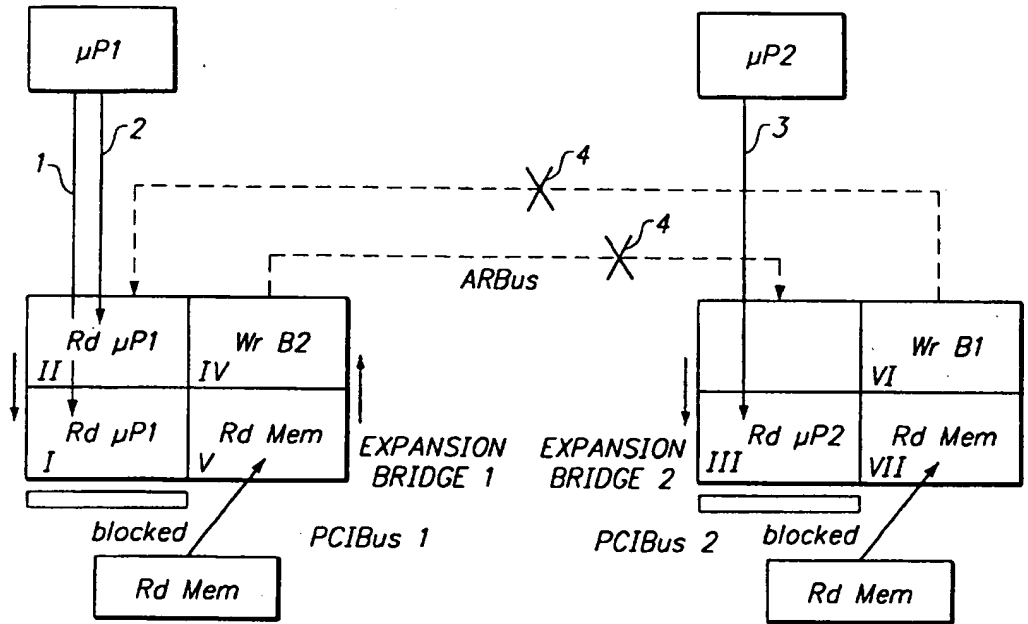 μP1
μP2
1
2
3
4
4
ARBus
Rd μP1
II
Wr B2
IV
Rd μP1
I
Rd Mem
V
EXPANSION
BRIDGE 1
Wr B1
VI
EXPANSION
BRIDGE 2
Rd μP2
III
Rd Mem
VII
blocked
PCIBus 1
PCIBus 2
blocked
Rd Mem
Rd Mem